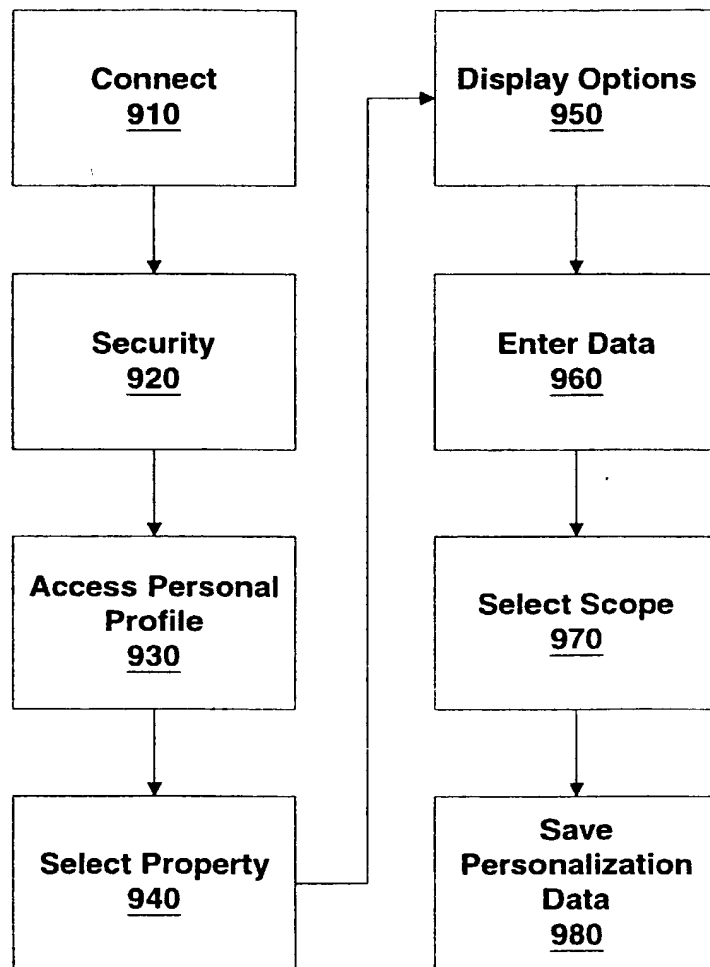 Connect
910
Security
920
Access Personal
Profile
930
Select Property
940
Display Options
950
Enter Data
960
Select Scope
970
Save
Personalization
Data
980